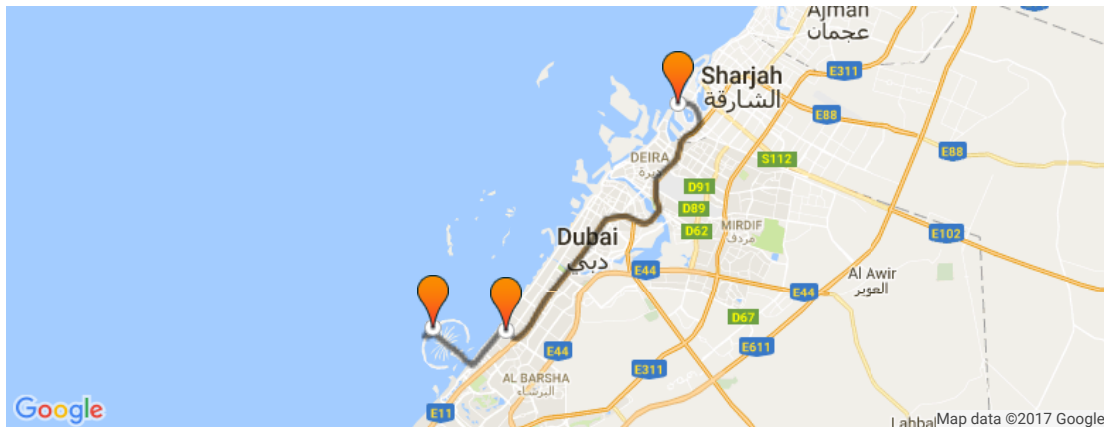 Ajman
عجمان
E311
Sharjah
الشارقة
E88
E88
S112
DEIRA
ديرة
D91
D89
D62
MIRDIF
مردف
E102
Dubai
دبي
E44
Al Awir
العوير
E44
D67
E611
E44
E311
AL BARSHA
البرشاء
E11
Google
Lahbab
Map data ©2017 Google